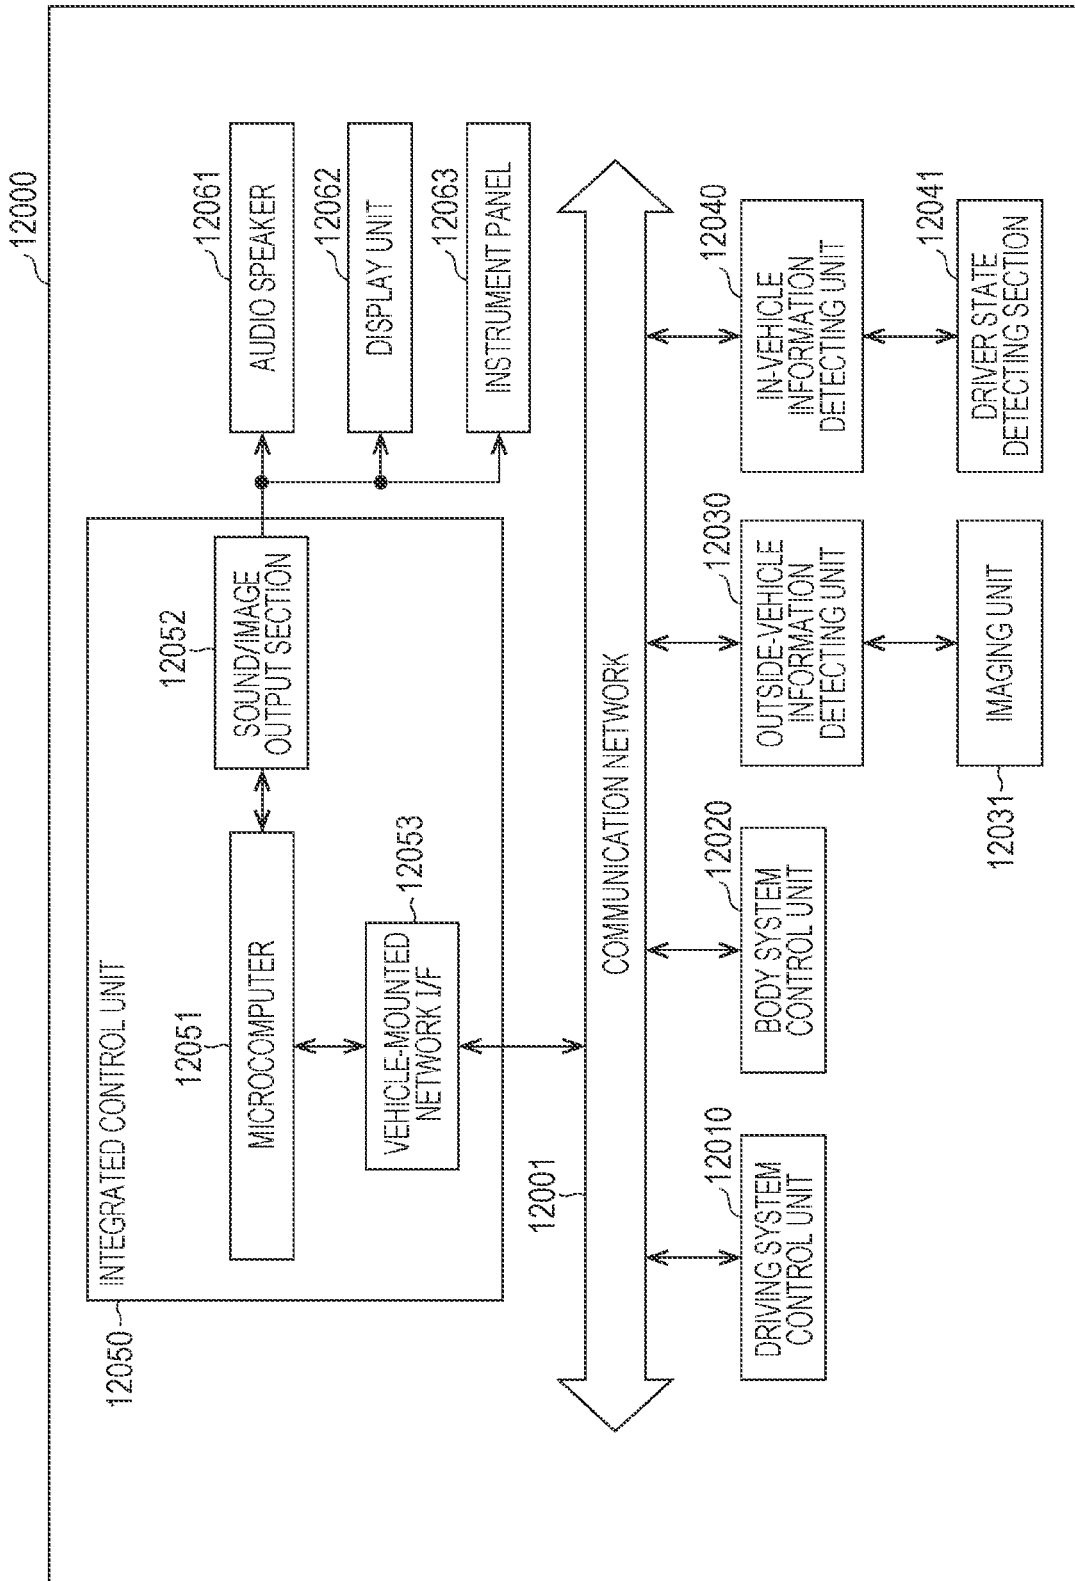 12000
12050
INTEGRATED CONTROL UNIT
12051
MICROCOMPUTER
12052
SOUND/IMAGE
OUTPUT SECTION
12061
AUDIO SPEAKER
12062
DISPLAY UNIT
12063
INSTRUMENT PANEL
12053
VEHICLE-MOUNTED
NETWORK I/F
12001
COMMUNICATION NETWORK
12010
DRIVING SYSTEM
CONTROL UNIT
12020
BODY SYSTEM
CONTROL UNIT
12030
OUTSIDE-VEHICLE
INFORMATION
DETECTING UNIT
12040
IN-VEHICLE
INFORMATION
DETECTING UNIT
12031
IMAGING UNIT
12041
DRIVER STATE
DETECTING SECTION